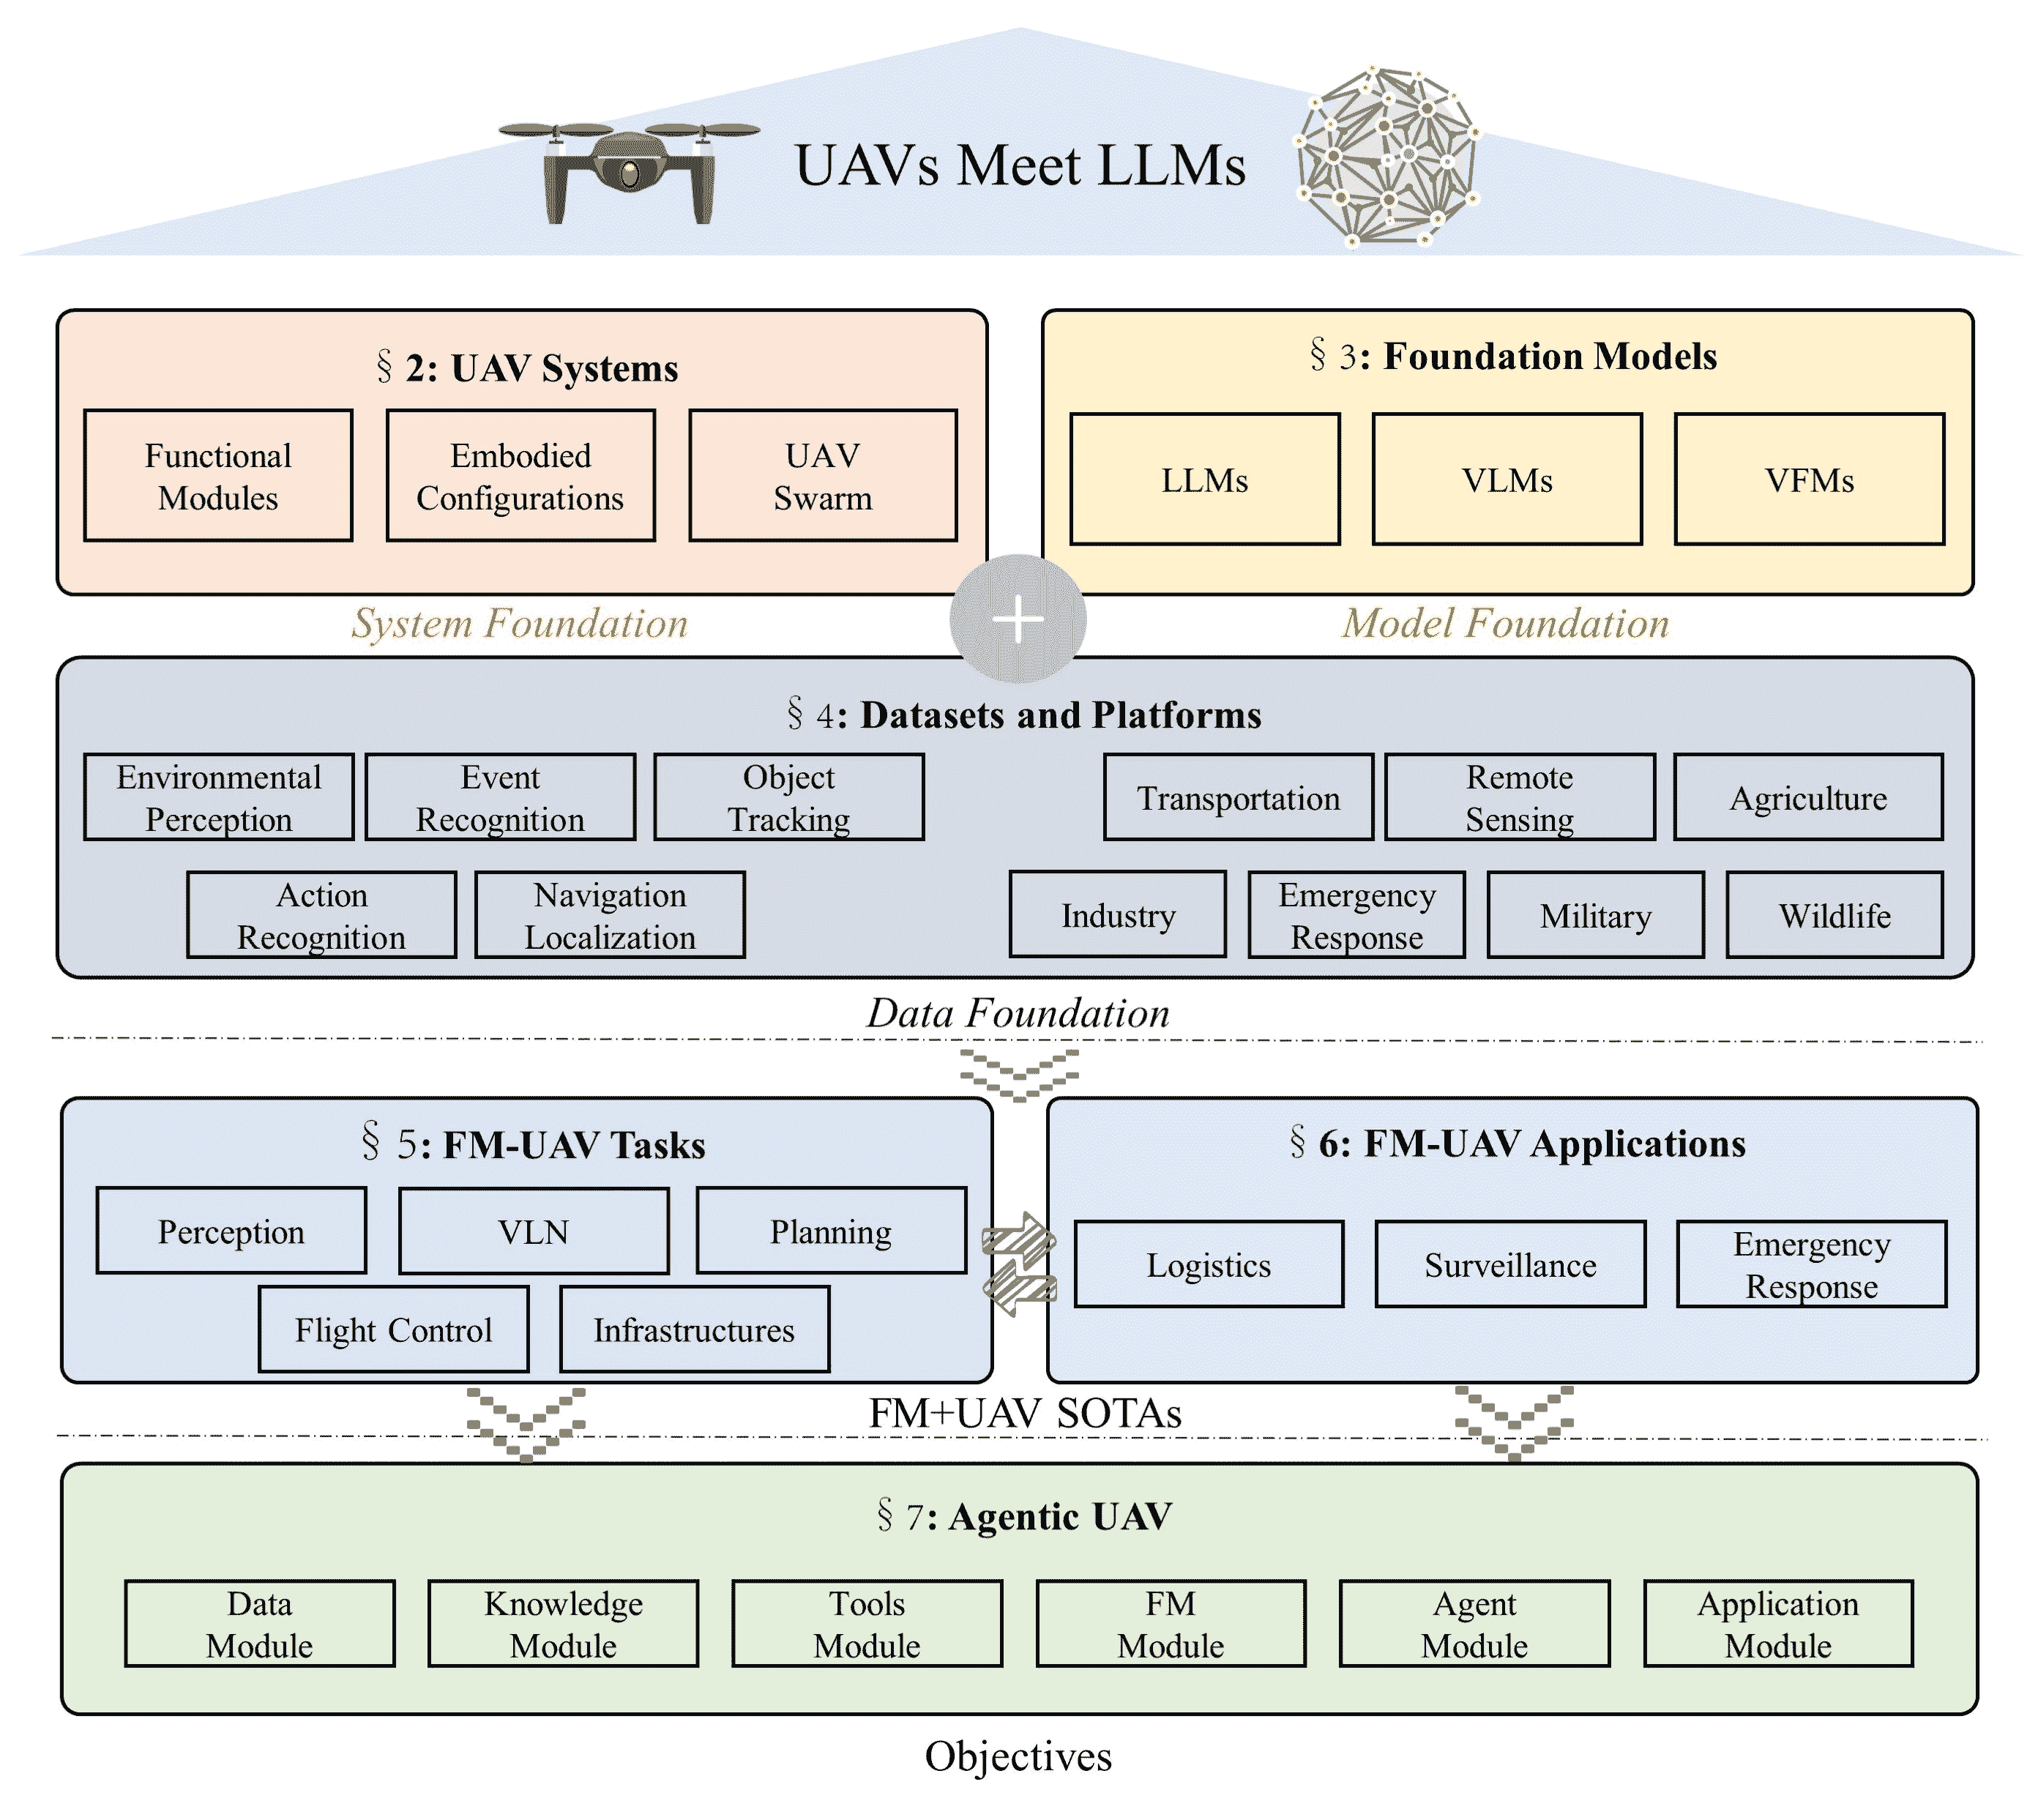 UAVs Meet LLMs
§ 2: UAV Systems
Functional
Modules
Embodied
Configurations
UAV
Swarm
System Foundation
§ 3: Foundation Models
LLMs
VLMs
VFMs
Model Foundation
§ 4: Datasets and Platforms
Environmental
Perception
Event
Recognition
Object
Tracking
Action
Recognition
Navigation
Localization
Transportation
Remote
Sensing
Agriculture
Industry
Emergency
Response
Military
Wildlife
Data Foundation
§ 5: FM-UAV Tasks
Perception
VLN
Planning
Flight Control
Infrastructures
§ 6: FM-UAV Applications
Logistics
Surveillance
Emergency
Response
FM+UAV SOTAs
§ 7: Agentic UAV
Data
Module
Knowledge
Module
Tools
Module
FM
Module
Agent
Module
Application
Module
Objectives